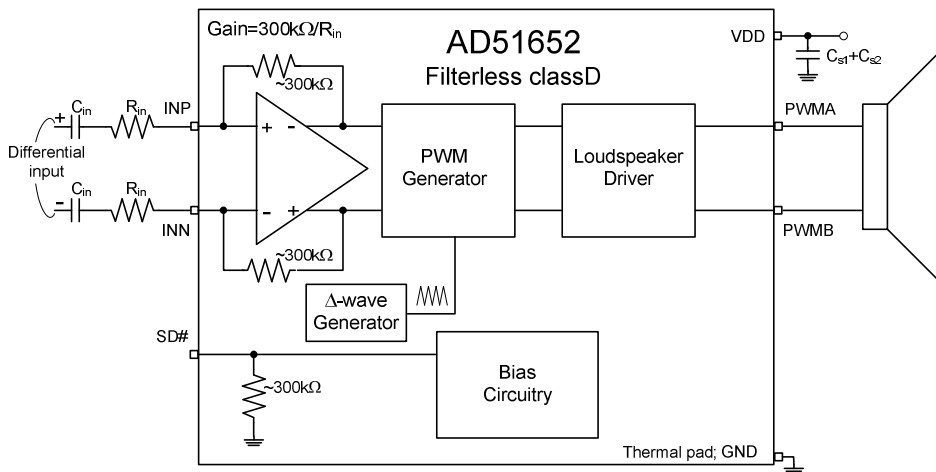 Gain=300kΩ/Rin
AD51652
Filterless classD
VDD
Cs1+Cs2
~300kΩ
Cin
Rin
INP
+
+ -
PWM
Generator
Loudspeaker
Driver
PWMA
Differential
input
Cin
Rin
-
- +
INN
PWMB
~300kΩ
Δ-wave
Generator
SD#
~300kΩ
Bias
Circuitry
Thermal pad; GND